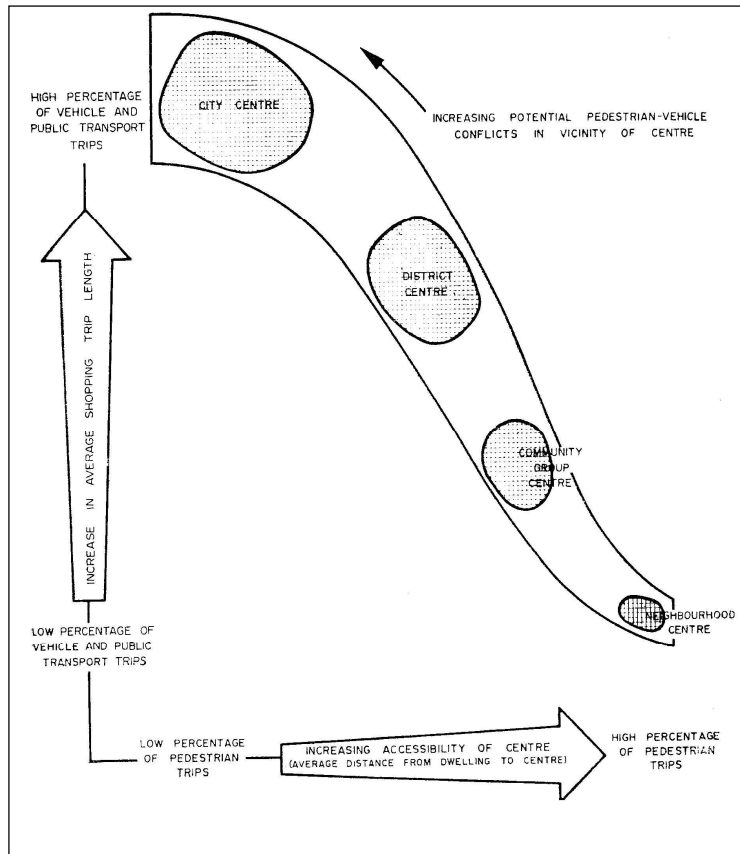 HIGH PERCENTAGE
OF VEHICLE AND
PUBLIC TRANSPORT
TRIPS
CITY CENTRE
INCREASING POTENTIAL PEDESTRIAN-VEHICLE
CONFLICTS IN VICINITY OF CENTRE
DISTRICT
CENTRE
INCREASE IN AVERAGE SHOPPING TRIP LENGTH
COMMUNITY
GROUP
CENTRE
NEIGHBOURHOOD
CENTRE
LOW PERCENTAGE OF
VEHICLE AND PUBLIC
TRANSPORT TRIPS
LOW PERCENTAGE
OF PEDESTRIAN
TRIPS
INCREASING ACCESSIBILITY OF CENTRE
(AVERAGE DISTANCE FROM DWELLING TO CENTRE)
HIGH PERCENTAGE
OF PEDESTRIAN
TRIPS